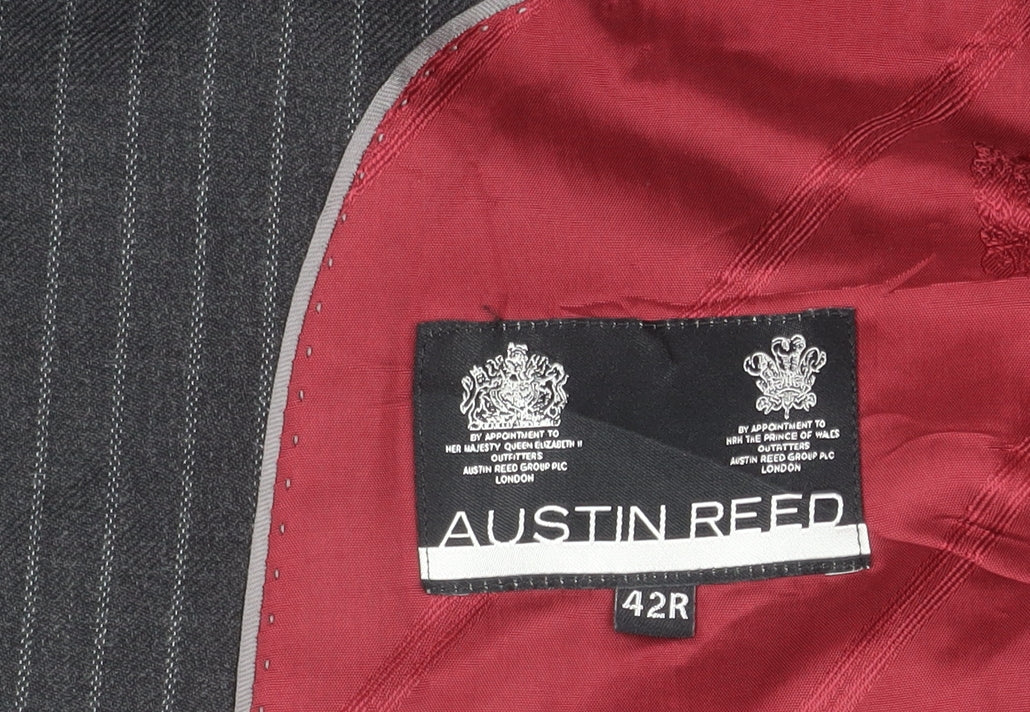 BY APPOINTMENT TO
HER MAJESTY QUEEN ELIZABETH II
OUTFITTERS
AUSTIN REED GROUP PLC
LONDON
BY APPOINTMENT TO
HRH THE PRINCE OF WALES
OUTFITTERS
AUSTIN REED GROUP PLC
LONDON
AUSTIN REED
42R